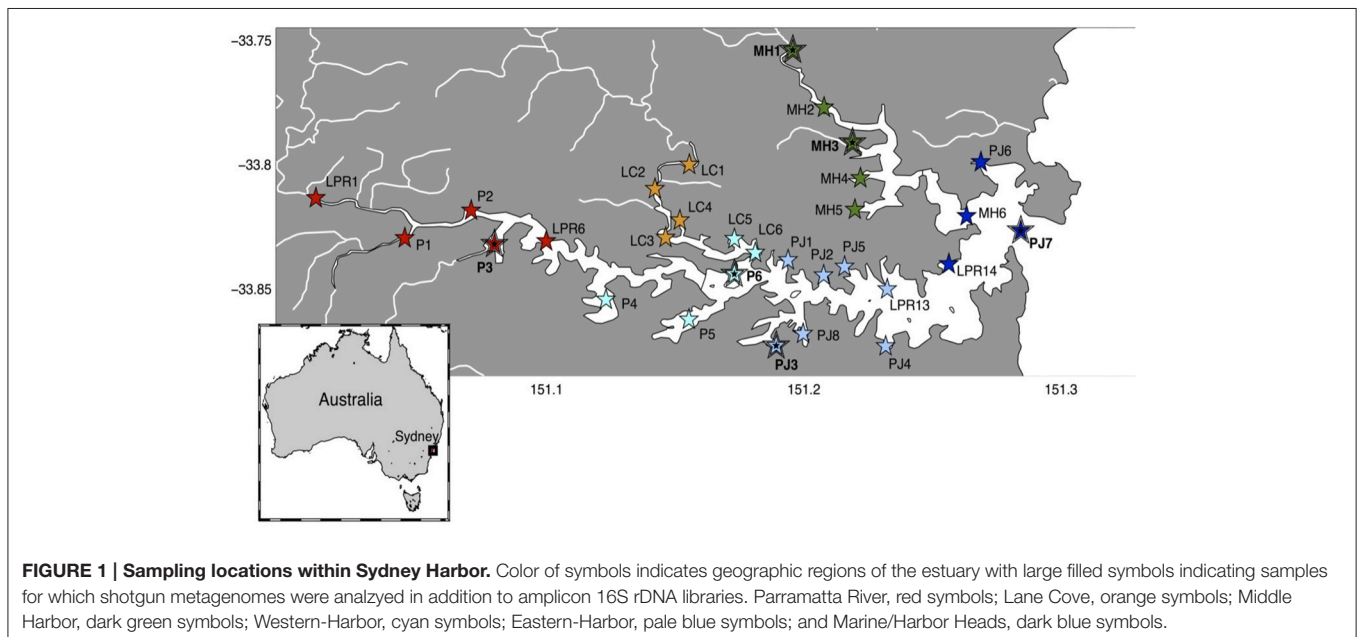 −33.75
MH1
MH2
MH3
−33.8
PJ6
LC1
LPR1
LC2
MH4
P2
LC4
MH5
MH6
LC5
LC3
LC6
PJ1
PJ5
PJ7
P1
LPR6
PJ2
P3
P6
LPR14
−33.85
P4
LPR13
P5
PJ8
PJ3
PJ4
151.1
151.2
151.3
Australia
Sydney
FIGURE 1 | Sampling locations within Sydney Harbor. Color of symbols indicates geographic regions of the estuary with large filled symbols indicating samples
for which shotgun metagenomes were analzyed in addition to amplicon 16S rDNA libraries. Parramatta River, red symbols; Lane Cove, orange symbols; Middle
Harbor, dark green symbols; Western-Harbor, cyan symbols; Eastern-Harbor, pale blue symbols; and Marine/Harbor Heads, dark blue symbols.